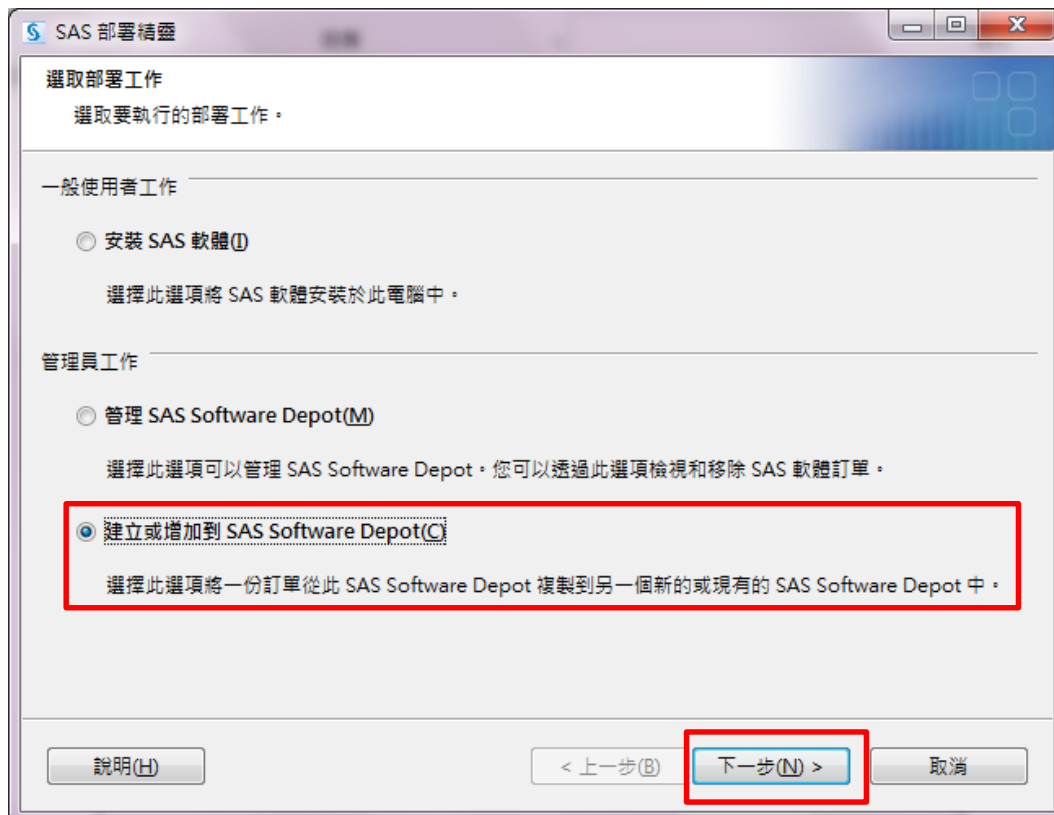 SAS 部署精靈
選取部署工作
選取要執行的部署工作。
一般使用者工作
安裝 SAS 軟體(I)
選擇此選項將 SAS 軟體安裝於此電腦中。
管理員工作
管理 SAS Software Depot(M)
選擇此選項可以管理 SAS Software Depot。您可以透過此選項檢視和移除 SAS 軟體訂單。
建立或增加到 SAS Software Depot(C)
選擇此選項將一份訂單從此 SAS Software Depot 複製到另一個新的或現有的 SAS Software Depot 中。
說明(H)
< 上一步(B)
下一步(N) >
取消